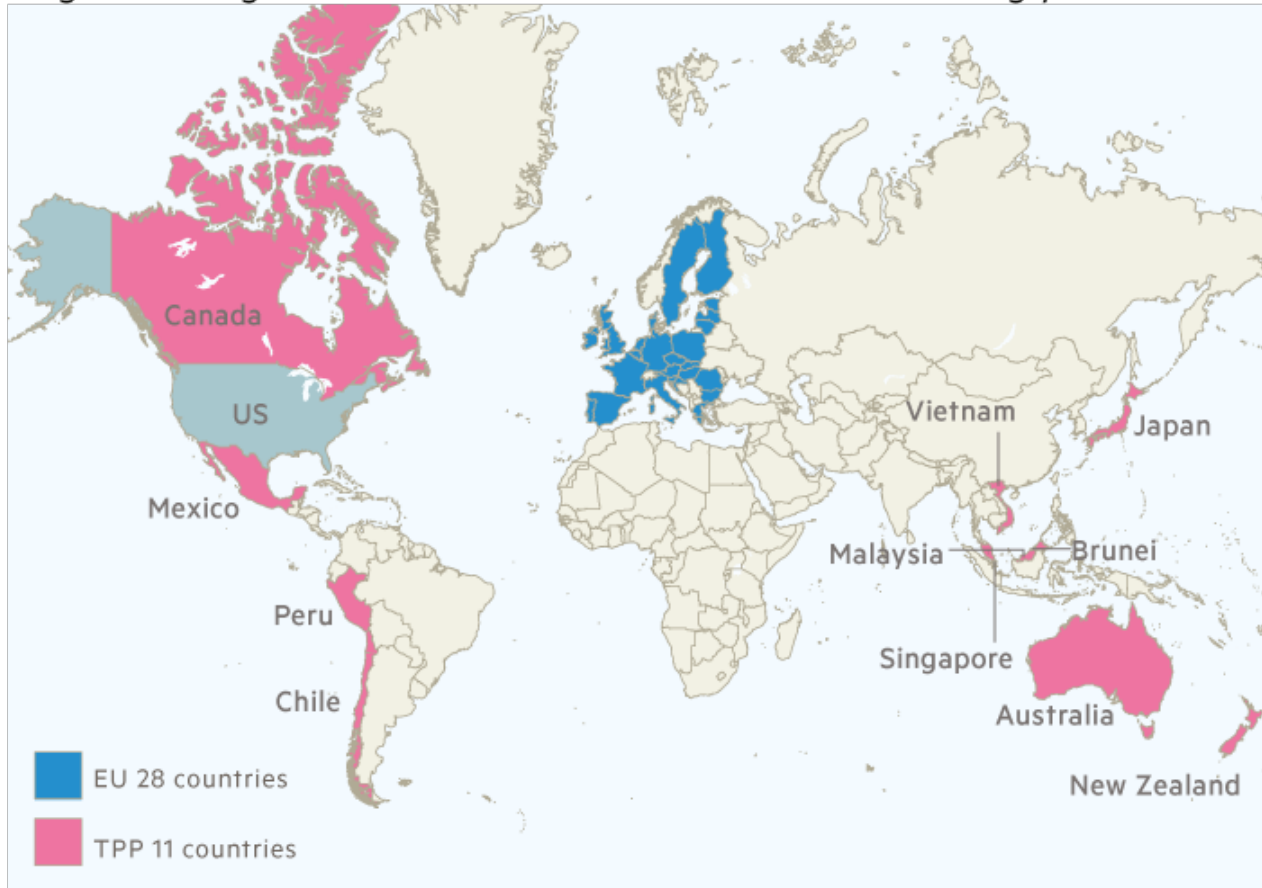 Canada
US
Vietnam
Japan
Mexico
Malaysia
Brunei
Peru
Singapore
Chile
Australia
EU 28 countries
New Zealand
TPP 11 countries